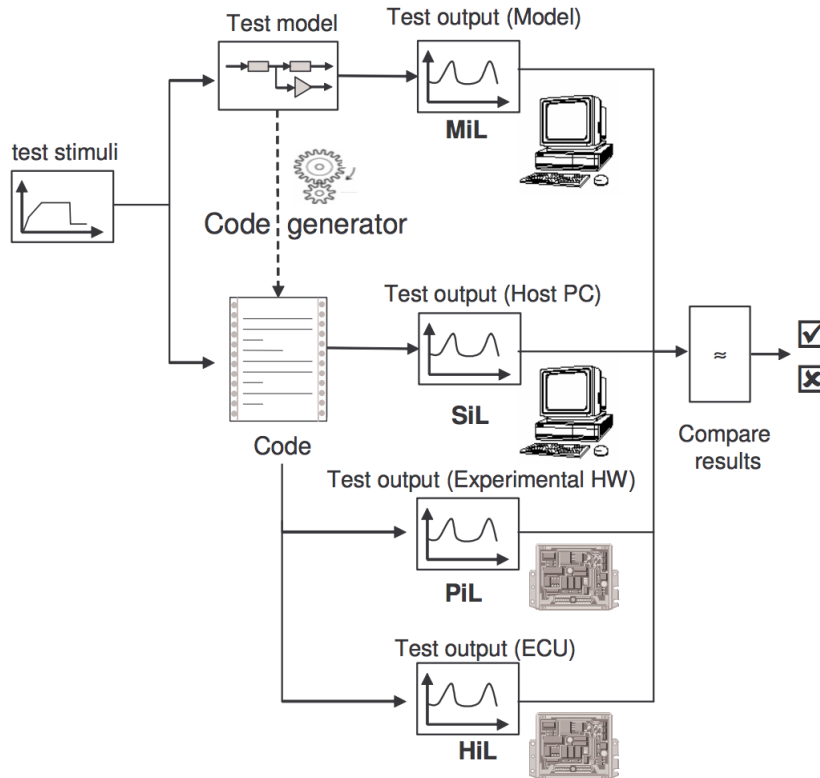 Test model
Test output (Model)
MiL
test stimuli
Code generator
Test output (Host PC)
SiL
≈
Compare
results
Code
Test output (Experimental HW)
PiL
Test output (ECU)
HiL